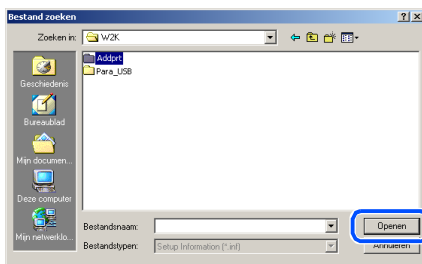 Bestand zoeken
Zoeken in: W2K
Addprt
Para_USB
Geschiedenis
Bureaublad
Mijn documen...
Deze computer
Mijn netwerklo...
Bestandsnaam:
Openen
Bestandstypen: Setup Information (*.inf)
Annuleren